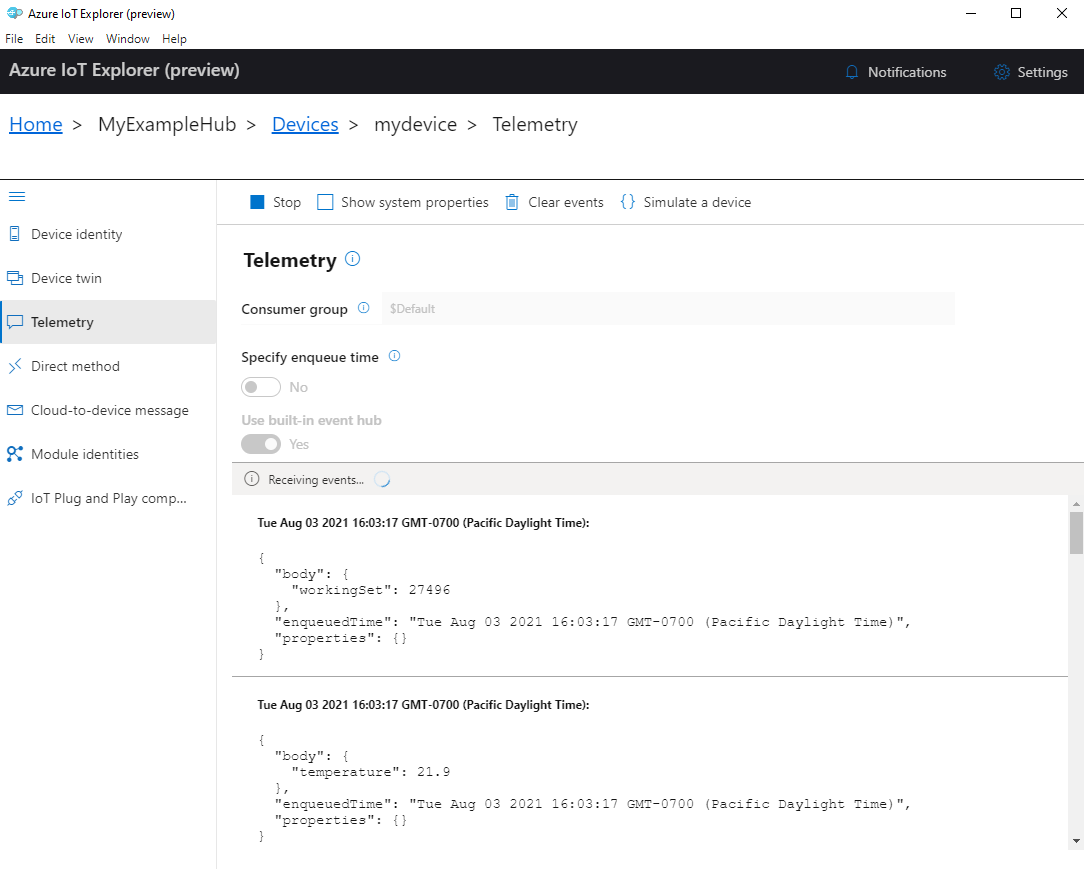 Azure IoT Explorer (preview)
File Edit View Window Help
Azure IoT Explorer (preview) Notifications Settings
Home > MyExampleHub > Devices > mydevice > Telemetry
Stop Show system properties Clear events Simulate a device
Device identity
Device twin
Telemetry
Direct method
Cloud-to-device message
Module identities
IoT Plug and Play comp...
Telemetry
Consumer group $Default
Specify enqueue time
No
Use built-in event hub
Yes
Receiving events...
Tue Aug 03 2021 16:03:17 GMT-0700 (Pacific Daylight Time):
{
  "body": {
    "workingSet": 27496
  },
  "enqueuedTime": "Tue Aug 03 2021 16:03:17 GMT-0700 (Pacific Daylight Time)",
  "properties": {}
}
Tue Aug 03 2021 16:03:17 GMT-0700 (Pacific Daylight Time):
{
  "body": {
    "temperature": 21.9
  },
  "enqueuedTime": "Tue Aug 03 2021 16:03:17 GMT-0700 (Pacific Daylight Time)",
  "properties": {}
}